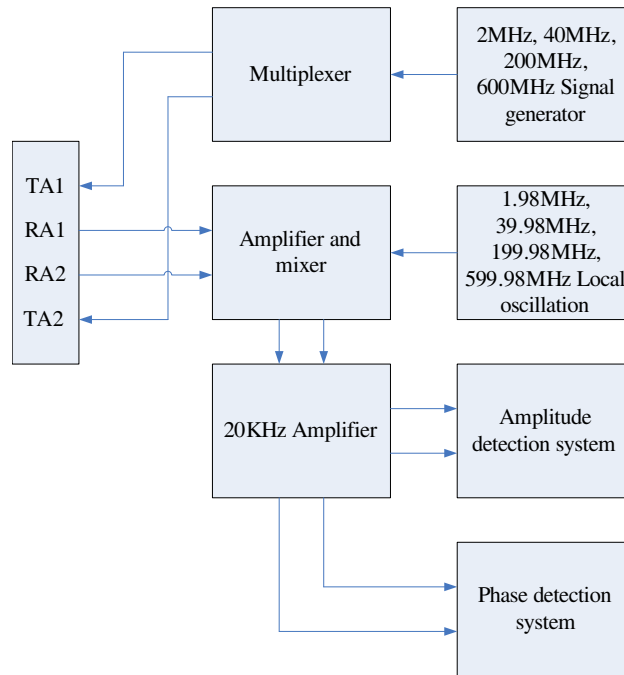 Multiplexer
2MHz, 40MHz,
200MHz,
600MHz Signal
generator
TA1
RA1
RA2
TA2
Amplifier and
mixer
1.98MHz,
39.98MHz,
199.98MHz,
599.98MHz Local
oscillation
20KHz Amplifier
Amplitude
detection system
Phase detection
system